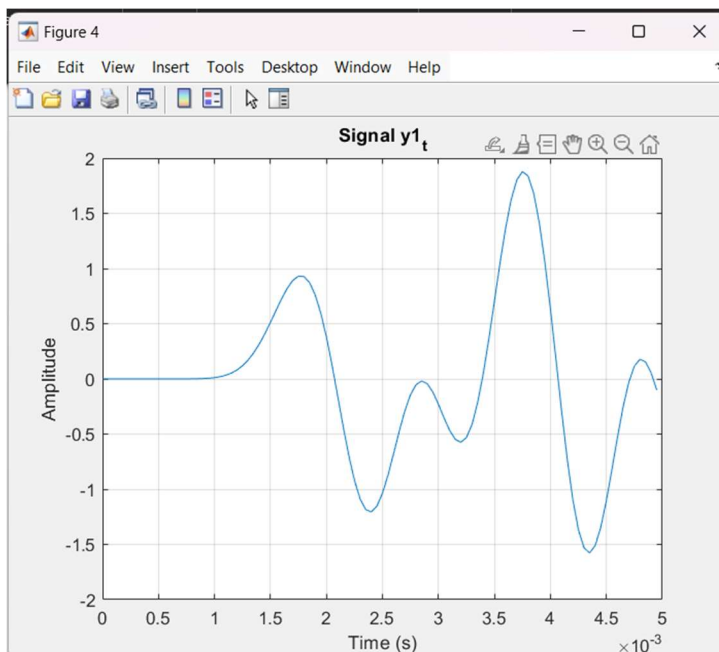 Figure 4
File Edit View Insert Tools Desktop Window Help
Signal y1t
2
1.5
1
0.5
0
-0.5
-1
-1.5
-2
Amplitude
0 0.5 1 1.5 2 2.5 3 3.5 4 4.5 5
Time (s)
×10-3